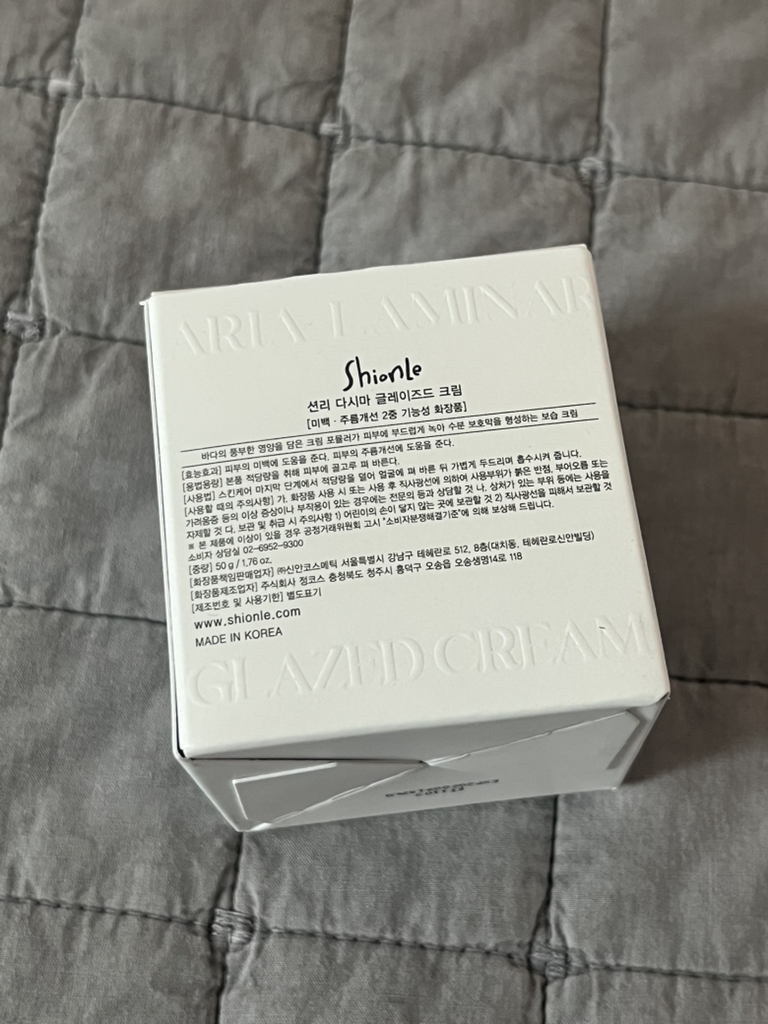 ARIA LAMINAR
Shionle
션리 다시마 글레이즈드 크림
[미백·주름개선 2중 기능성 화장품]
바다의 풍부한 영양을 담은 크림 포뮬러가 피부에 부드럽게 녹아 수분 보호막을 형성하는 보습 크림
[효능효과] 피부의 미백에 도움을 준다. 피부의 주름개선에 도움을 준다.
[용법용량] 본품 적당량을 취해 피부에 골고루 펴 바른다.
[사용법] 스킨케어 마지막 단계에서 적당량을 덜어 얼굴에 펴 바른 뒤 가볍게 두드리며 흡수시켜 줍니다.
[사용할 때의 주의사항] 가. 화장품 사용 시 또는 사용 후 직사광선에 의하여 사용부위가 붉은 반점, 부어오름 또는
가려움증 등의 이상 증상이나 부작용이 있는 경우에는 전문의 등과 상담할 것 나. 상처가 있는 부위 등에는 사용을
자제할 것 다. 보관 및 취급 시 주의사항 1) 어린이의 손이 닿지 않는 곳에 보관할 것 2) 직사광선을 피해서 보관할 것
※ 본 제품에 이상이 있을 경우 공정거래위원회 고시 "소비자분쟁해결기준"에 의해 보상해 드립니다.
소비자 상담실 02-6952-9300
[중량] 50 g / 1.76 oz.
[화장품책임판매업자] ㈜신안코스메틱 서울특별시 강남구 테헤란로 512, 8층(대치동, 테헤란로신안빌딩)
[화장품제조업자] 주식회사 정코스 충청북도 청주시 흥덕구 오송읍 오송생명14로 118
[제조번호 및 사용기한] 별도표기
www.shionle.com
MADE IN KOREA
GLAZED CREAM